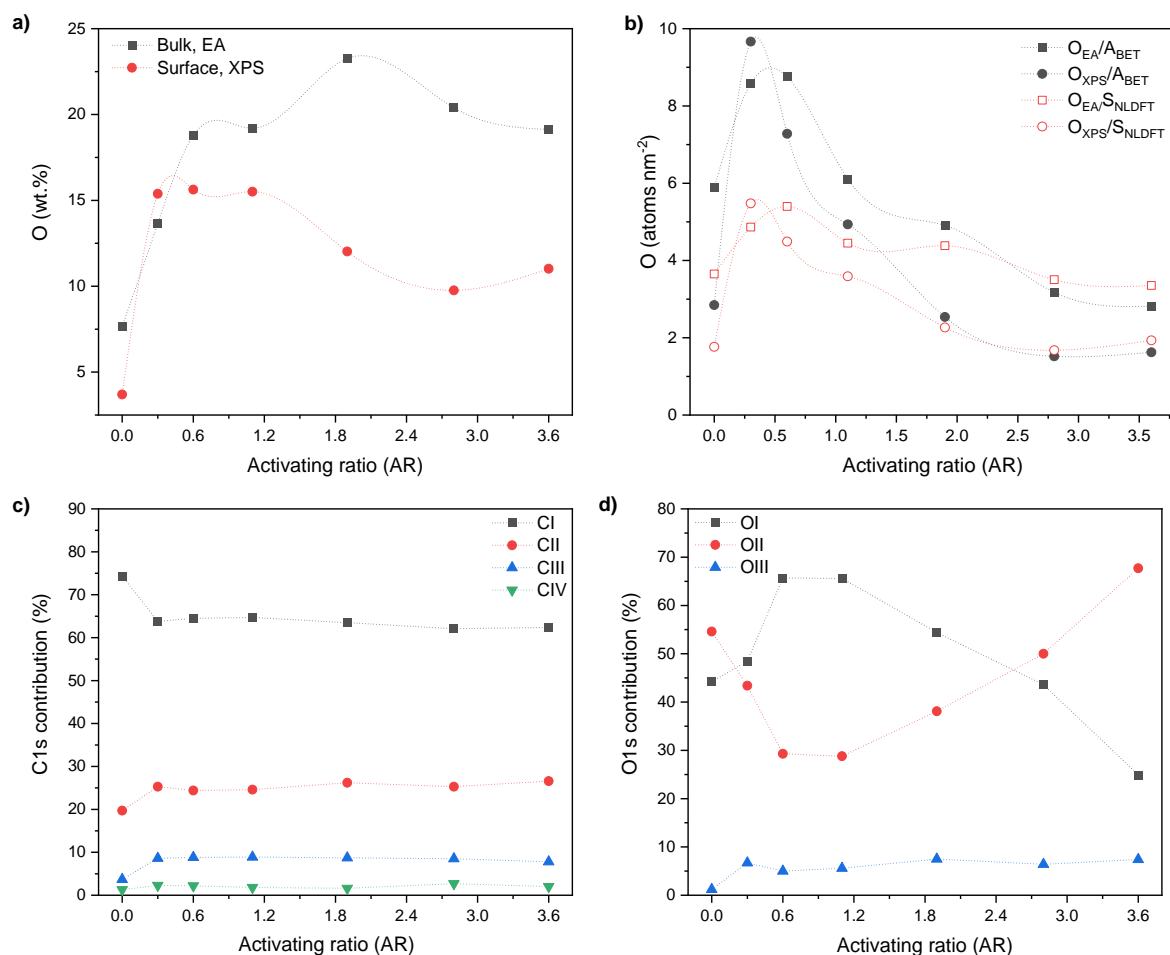 a)
Bulk, EA
Surface, XPS
25
20
15
10
5
O (wt.%)
0.0 0.6 1.2 1.8 2.4 3.0 3.6
Activating ratio (AR)
b)
O_EA/A_BET
O_XPS/A_BET
O_EA/S_NLDFT
O_XPS/S_NLDFT
10
8
6
4
2
0
O (atoms nm⁻²)
0.0 0.5 1.0 1.5 2.0 2.5 3.0 3.5
Activating ratio (AR)
c)
CI
CII
CIII
CIV
90
80
70
60
50
40
30
20
10
0
C1s contribution (%)
0.0 0.6 1.2 1.8 2.4 3.0 3.6
Activating ratio (AR)
d)
OI
OII
OIII
80
70
60
50
40
30
20
10
0
O1s contribution (%)
0.0 0.6 1.2 1.8 2.4 3.0 3.6
Activating ratio (AR)